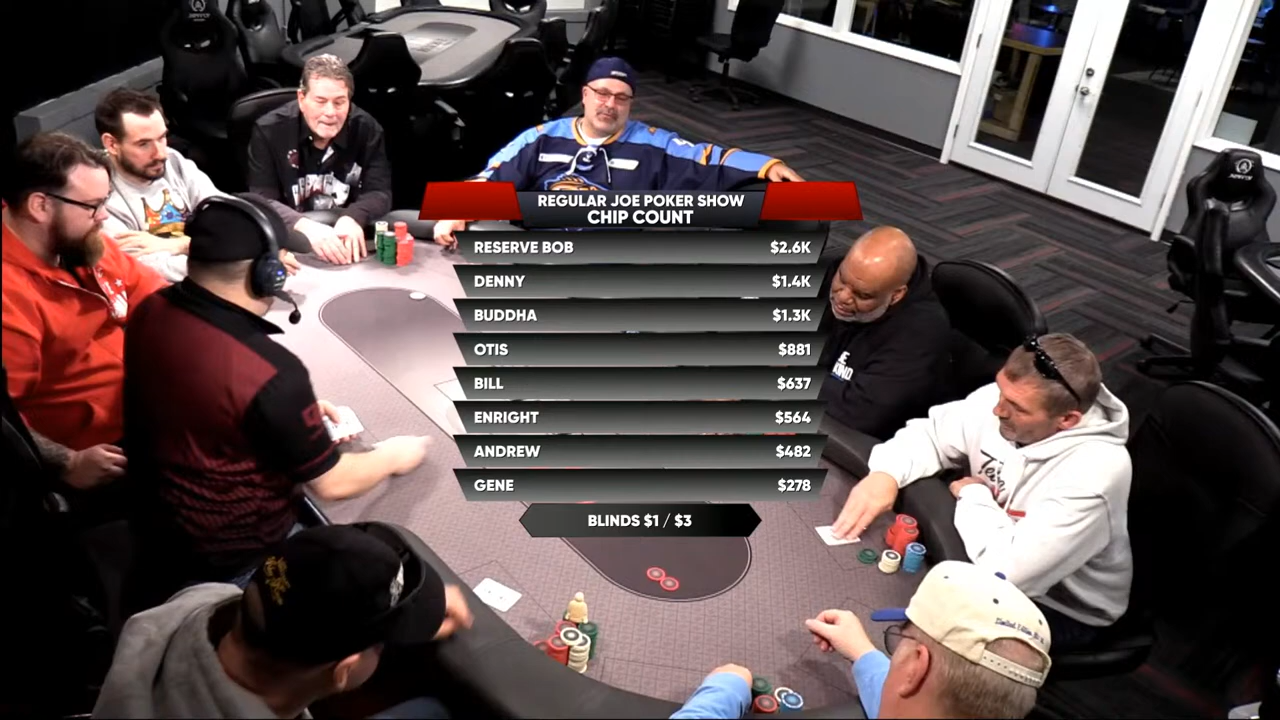 REGULAR JOE POKER SHOW
CHIP COUNT
RESERVE BOB $2.6K
DENNY $1.4K
BUDDHA $1.3K
OTIS $881
BILL $637
ENRIGHT $564
ANDREW $482
GENE $278
BLINDS $1 / $3